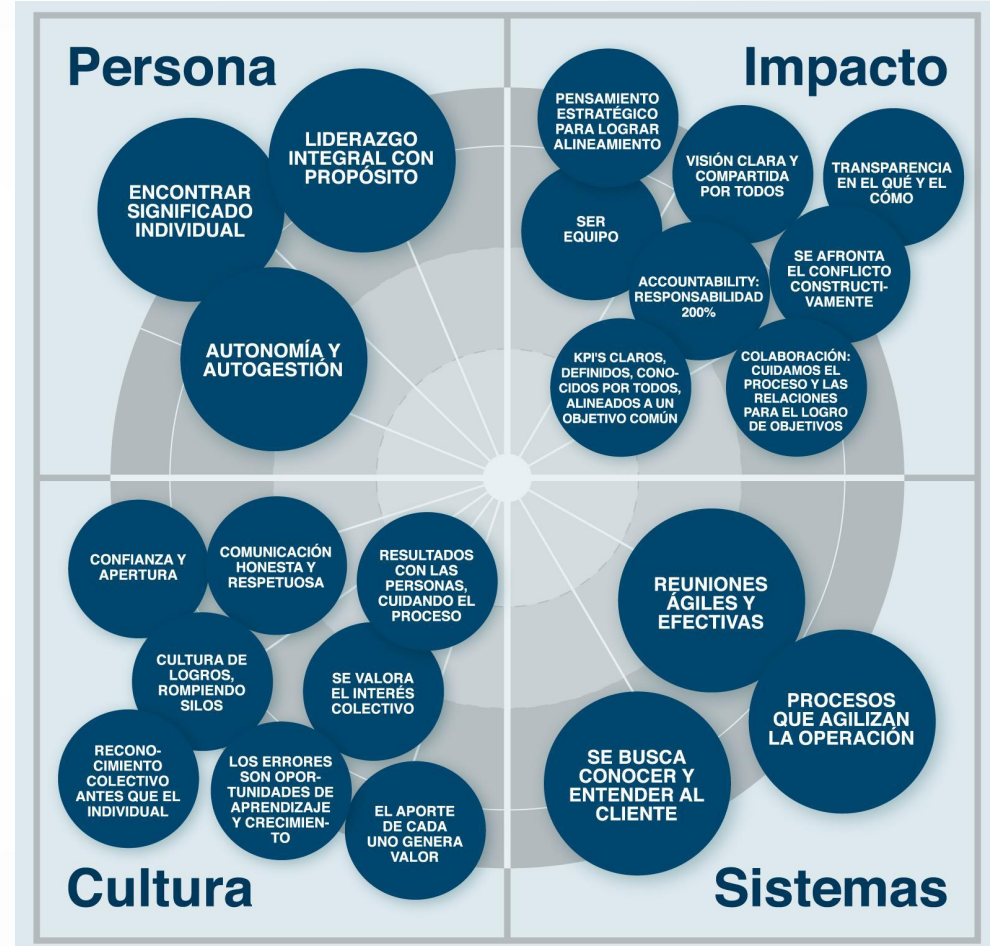 Persona
LIDERAZGO
INTEGRAL CON
PROPÓSITO
ENCONTRAR
SIGNIFICADO
INDIVIDUAL
AUTONOMÍA Y
AUTOGESTIÓN
Impacto
PENSAMIENTO
ESTRATÉGICO
PARA LOGRAR
ALINEAMIENTO
VISIÓN CLARA Y
COMPARTIDA
POR TODOS
TRANSPARENCIA
EN EL QUÉ Y EL
CÓMO
SER
EQUIPO
ACCOUNTABILITY:
RESPONSABILIDAD
200%
SE AFRONTA
EL CONFLICTO
CONSTRUCTI-
VAMENTE
KPI'S CLAROS,
DEFINIDOS, CONO-
CIDOS POR TODOS,
ALINEADOS A UN
OBJETIVO COMÚN
COLABORACIÓN:
CUIDAMOS EL
PROCESO Y LAS
RELACIONES
PARA EL LOGRO
DE OBJETIVOS
CONFIANZA Y
APERTURA
COMUNICACIÓN
HONESTA Y
RESPETUOSA
RESULTADOS
CON LAS
PERSONAS,
CUIDANDO EL
PROCESO
CULTURA DE
LOGROS,
ROMPIENDO
SILOS
SE VALORA
EL INTERÉS
COLECTIVO
RECONO-
CIMIENTO
COLECTIVO
ANTES QUE EL
INDIVIDUAL
LOS ERRORES
SON OPOR-
TUNIDADES DE
APRENDIZAJE
Y CRECIMIEN-
TO
EL APORTE
DE CADA
UNO GENERA
VALOR
Cultura
REUNIONES
ÁGILES Y
EFECTIVAS
PROCESOS
QUE AGILIZAN
LA OPERACIÓN
SE BUSCA
CONOCER Y
ENTENDER AL
CLIENTE
Sistemas